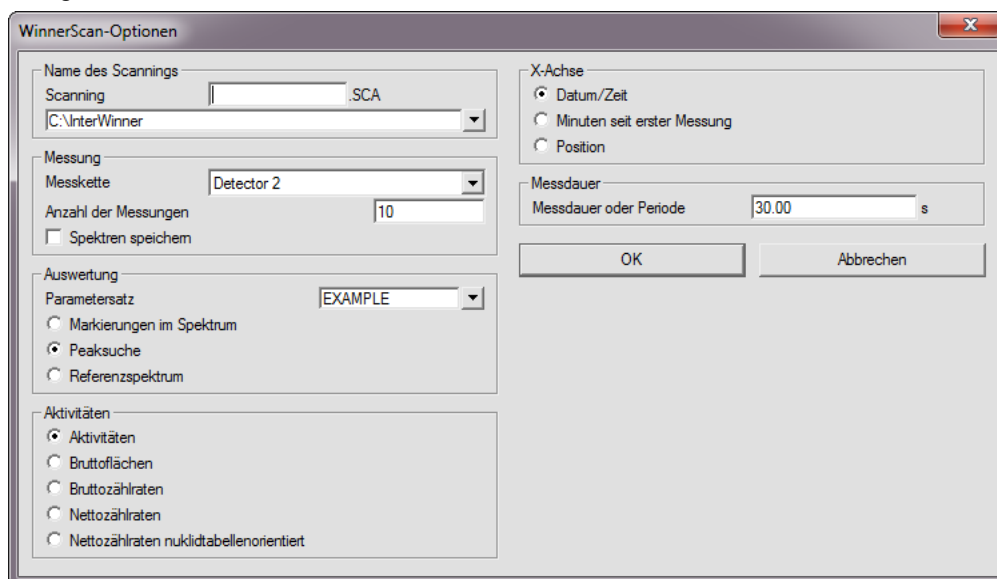 WinnerScan-Optionen
Name des Scannings
Scanning .SCA
C:\InterWinner
Messung
Messkette Detector 2
Anzahl der Messungen 10
Spektren speichern
Auswertung
Parametersatz EXAMPLE
Markierungen im Spektrum
Peaksuche
Referenzspektrum
Aktivitäten
Aktivitäten
Bruttoflächen
Bruttozählraten
Nettozählraten
Nettozählraten nuklidtabellenorientiert
X-Achse
Datum/Zeit
Minuten seit erster Messung
Position
Messdauer
Messdauer oder Periode 30.00 s
OK Abbrechen